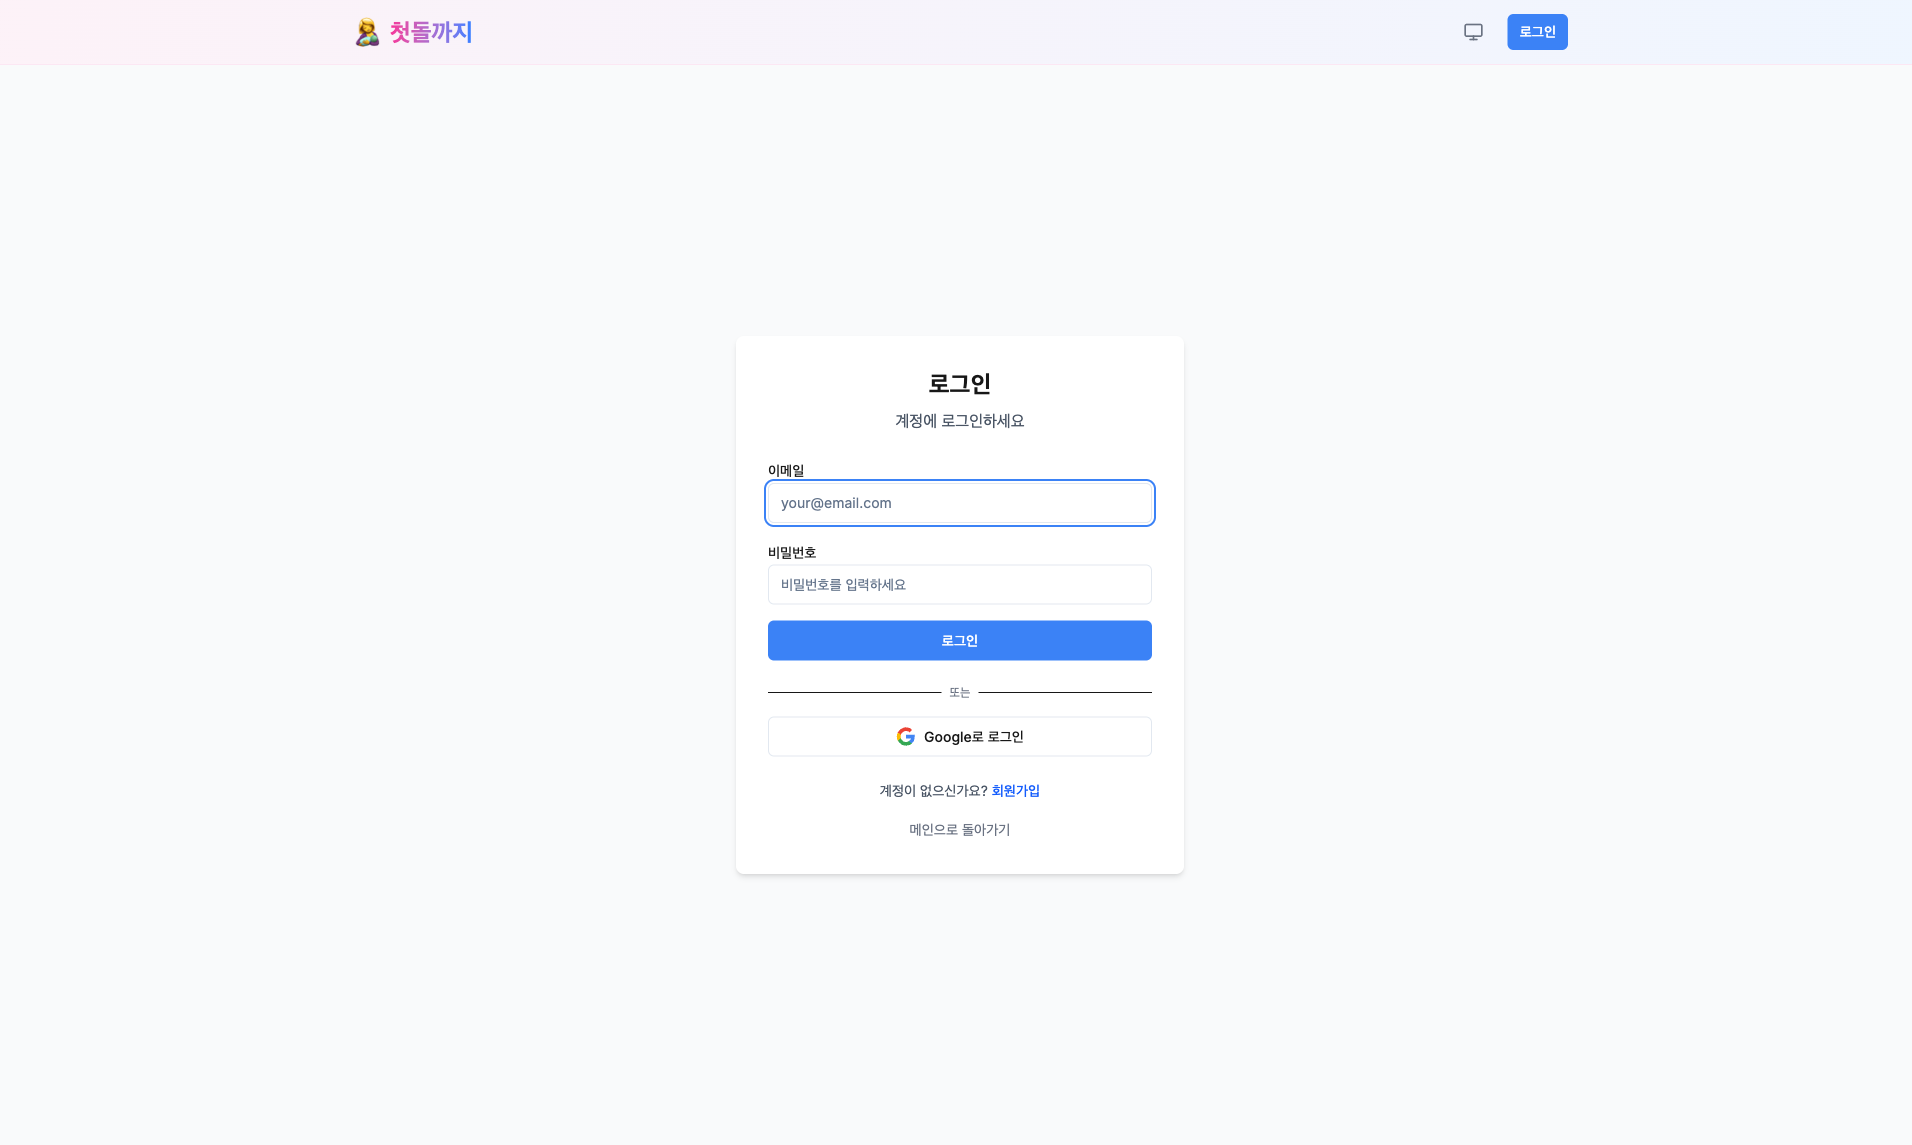 첫돌까지
로그인
로그인
계정에 로그인하세요
이메일
your@email.com
비밀번호
비밀번호를 입력하세요
로그인
또는
Google로 로그인
계정이 없으신가요? 회원가입
메인으로 돌아가기